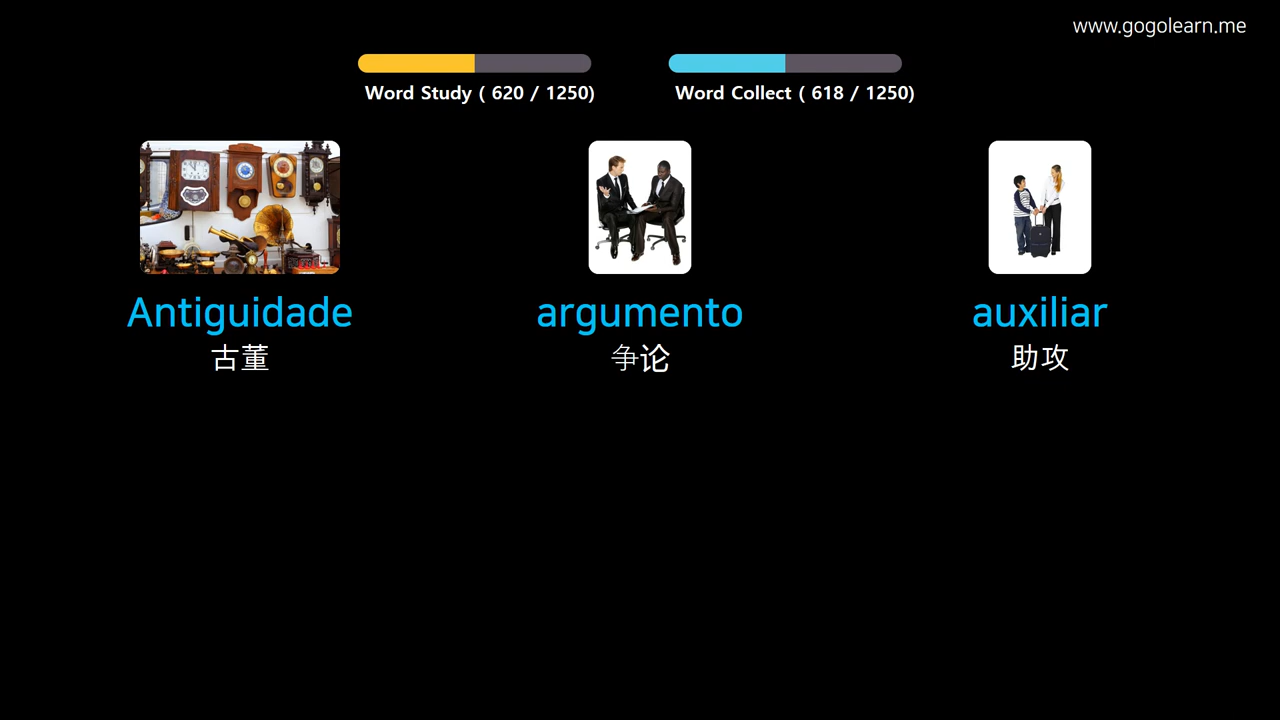 www.gogolearn.me
Word Study ( 620 / 1250)
Word Collect ( 618 / 1250)
Antiguidade
argumento
auxiliar
古董
争论
助攻